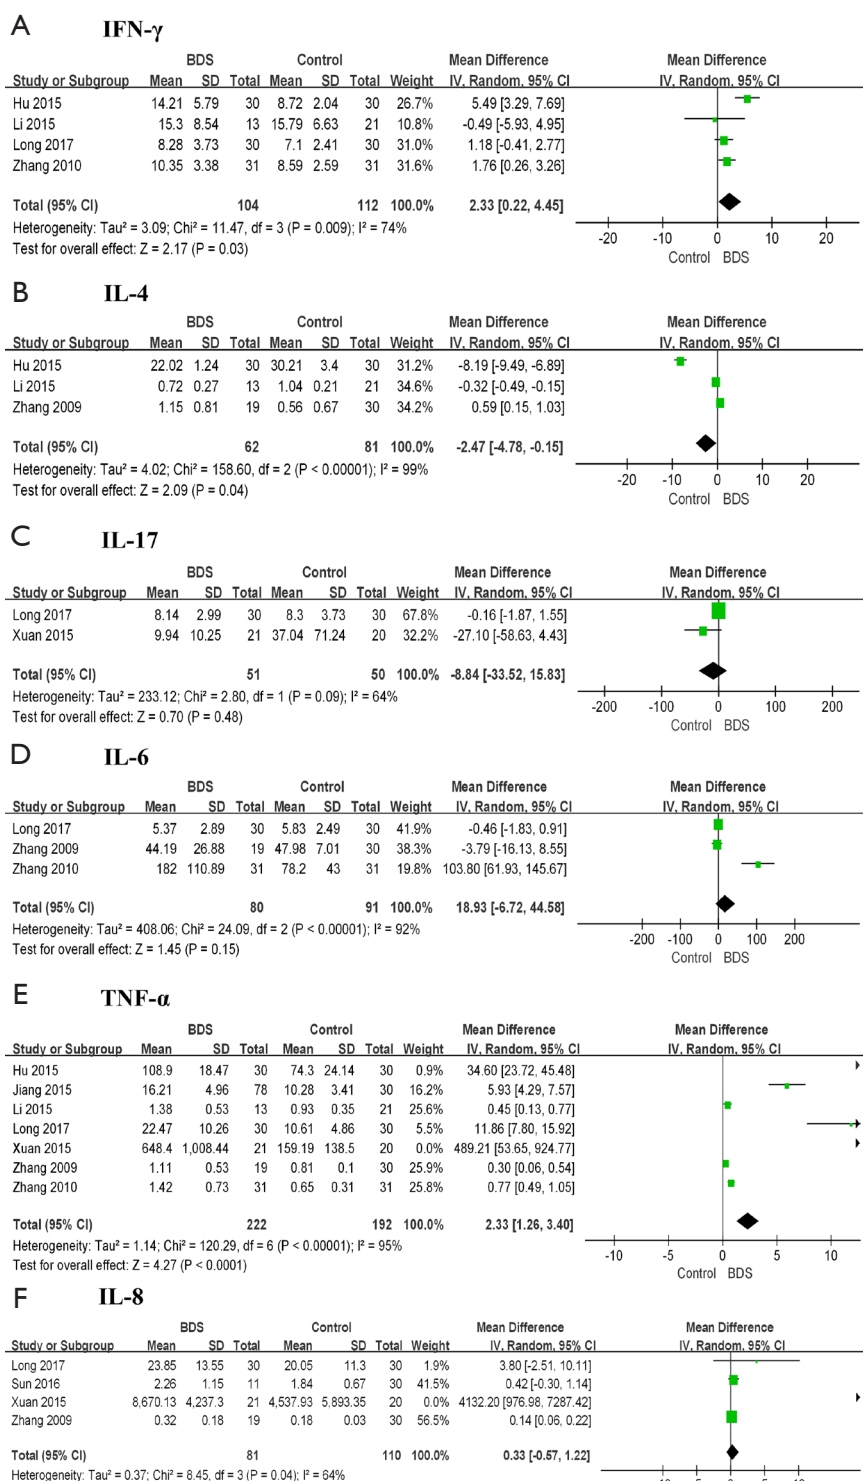 A IFN-γ
BDS Control Mean Difference Mean Difference
Study or Subgroup Mean SD Total Mean SD Total Weight IV, Random, 95% CI IV, Random, 95% CI
Hu 2015 14.21 5.79 30 8.72 2.04 30 26.7% 5.49 [3.29, 7.69]
Li 2015 15.3 8.54 13 15.79 6.63 21 10.8% -0.49 [-5.93, 4.95]
Long 2017 8.28 3.73 30 7.1 2.41 30 31.0% 1.18 [-0.41, 2.77]
Zhang 2010 10.35 3.38 31 8.59 2.59 31 31.6% 1.76 [0.26, 3.26]
Total (95% CI) 104 112 100.0% 2.33 [0.22, 4.45]
Heterogeneity: Tau² = 3.09; Chi² = 11.47, df = 3 (P = 0.009); I² = 74%
Test for overall effect: Z = 2.17 (P = 0.03)
-20 -10 0 10 20
Control BDS
B IL-4
BDS Control Mean Difference Mean Difference
Study or Subgroup Mean SD Total Mean SD Total Weight IV, Random, 95% CI IV, Random, 95% CI
Hu 2015 22.02 1.24 30 30.21 3.4 30 31.2% -8.19 [-9.49, -6.89]
Li 2015 0.72 0.27 13 1.04 0.21 21 34.6% -0.32 [-0.49, -0.15]
Zhang 2009 1.15 0.81 19 0.56 0.67 30 34.2% 0.59 [0.15, 1.03]
Total (95% CI) 62 81 100.0% -2.47 [-4.78, -0.15]
Heterogeneity: Tau² = 4.02; Chi² = 158.60, df = 2 (P < 0.00001); I² = 99%
Test for overall effect: Z = 2.09 (P = 0.04)
-20 -10 0 10 20
Control BDS
C IL-17
BDS Control Mean Difference Mean Difference
Study or Subgroup Mean SD Total Mean SD Total Weight IV, Random, 95% CI IV, Random, 95% CI
Long 2017 8.14 2.99 30 8.3 3.73 30 67.8% -0.16 [-1.87, 1.55]
Xuan 2015 9.94 10.25 21 37.04 71.24 20 32.2% -27.10 [-58.63, 4.43]
Total (95% CI) 51 50 100.0% -8.84 [-33.52, 15.83]
Heterogeneity: Tau² = 233.12; Chi² = 2.80, df = 1 (P = 0.09); I² = 64%
Test for overall effect: Z = 0.70 (P = 0.48)
-200 -100 0 100 200
Control BDS
D IL-6
BDS Control Mean Difference Mean Difference
Study or Subgroup Mean SD Total Mean SD Total Weight IV, Random, 95% CI IV, Random, 95% CI
Long 2017 5.37 2.89 30 5.83 2.49 30 41.9% -0.46 [-1.83, 0.91]
Zhang 2009 44.19 26.88 19 47.98 7.01 30 38.3% -3.79 [-16.13, 8.55]
Zhang 2010 182 110.89 31 78.2 43 31 19.8% 103.80 [61.93, 145.67]
Total (95% CI) 80 91 100.0% 18.93 [-6.72, 44.58]
Heterogeneity: Tau² = 408.06; Chi² = 24.09, df = 2 (P < 0.00001); I² = 92%
Test for overall effect: Z = 1.45 (P = 0.15)
-200 -100 0 100 200
Control BDS
E TNF-α
BDS Control Mean Difference Mean Difference
Study or Subgroup Mean SD Total Mean SD Total Weight IV, Random, 95% CI IV, Random, 95% CI
Hu 2015 108.9 18.47 30 74.3 24.14 30 0.9% 34.60 [23.72, 45.48]
Jiang 2015 16.21 4.96 78 10.28 3.41 30 16.2% 5.93 [4.29, 7.57]
Li 2015 1.38 0.53 13 0.93 0.35 21 25.6% 0.45 [0.13, 0.77]
Long 2017 22.47 10.26 30 10.61 4.86 30 5.5% 11.86 [7.80, 15.92]
Xuan 2015 648.4 1,008.44 21 159.19 138.5 20 0.0% 489.21 [53.65, 924.77]
Zhang 2009 1.11 0.53 19 0.81 0.1 30 25.9% 0.30 [0.06, 0.54]
Zhang 2010 1.42 0.73 31 0.65 0.31 31 25.8% 0.77 [0.49, 1.05]
Total (95% CI) 222 192 100.0% 2.33 [1.26, 3.40]
Heterogeneity: Tau² = 1.14; Chi² = 120.29, df = 6 (P < 0.00001); I² = 95%
Test for overall effect: Z = 4.27 (P < 0.0001)
-10 -5 0 5 10
Control BDS
F IL-8
BDS Control Mean Difference Mean Difference
Study or Subgroup Mean SD Total Mean SD Total Weight IV, Random, 95% CI IV, Random, 95% CI
Long 2017 23.85 13.55 30 20.05 11.3 30 1.9% 3.80 [-2.51, 10.11]
Sun 2016 2.26 1.15 11 1.84 0.67 30 41.5% 0.42 [-0.30, 1.14]
Xuan 2015 8,670.13 4,237.3 21 4,537.93 5,893.35 20 0.0% 4132.20 [976.98, 7287.42]
Zhang 2009 0.32 0.18 19 0.18 0.03 30 56.5% 0.14 [0.06, 0.22]
Total (95% CI) 81 110 100.0% 0.33 [-0.57, 1.22]
Heterogeneity: Tau² = 0.37; Chi² = 8.45, df = 3 (P = 0.04); I² = 64%